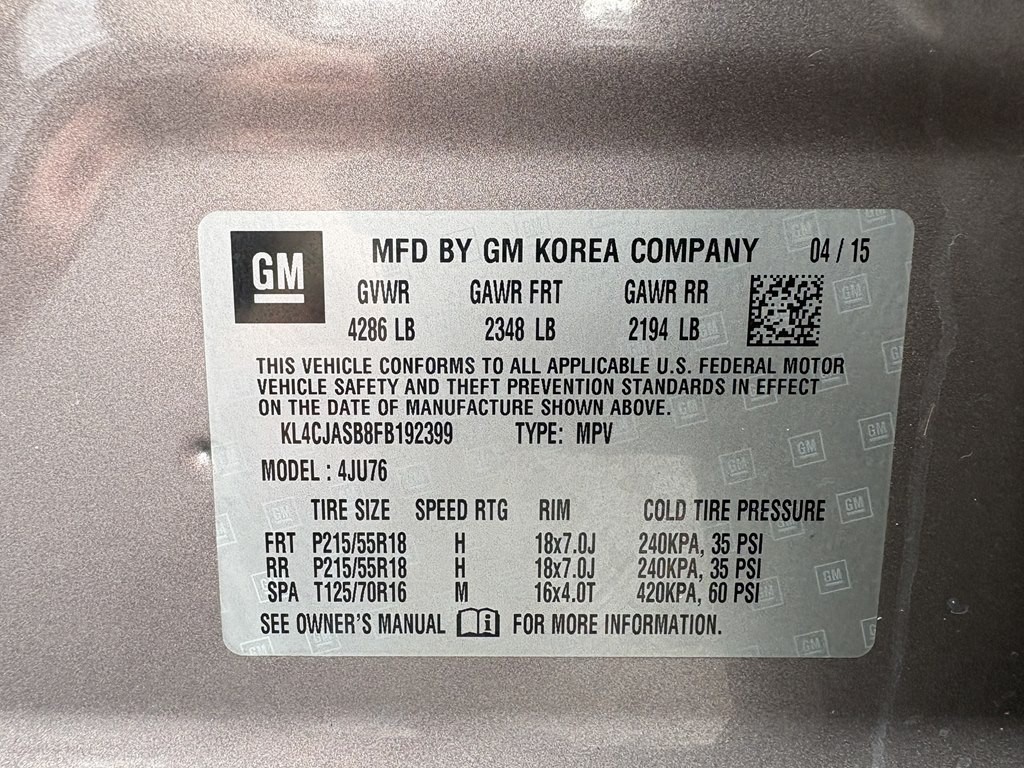 GM MFD BY GM KOREA COMPANY 04 / 15
GVWR GAWR FRT GAWR RR
4286 LB 2348 LB 2194 LB
THIS VEHICLE CONFORMS TO ALL APPLICABLE U.S. FEDERAL MOTOR
VEHICLE SAFETY AND THEFT PREVENTION STANDARDS IN EFFECT
ON THE DATE OF MANUFACTURE SHOWN ABOVE.
KL4CJASB8FB192399 TYPE: MPV
MODEL : 4JU76
TIRE SIZE SPEED RTG RIM COLD TIRE PRESSURE
FRT P215/55R18 H 18x7.0J 240KPA, 35 PSI
RR P215/55R18 H 18x7.0J 240KPA, 35 PSI
SPA T125/70R16 M 16x4.0T 420KPA, 60 PSI
SEE OWNER'S MANUAL i FOR MORE INFORMATION.